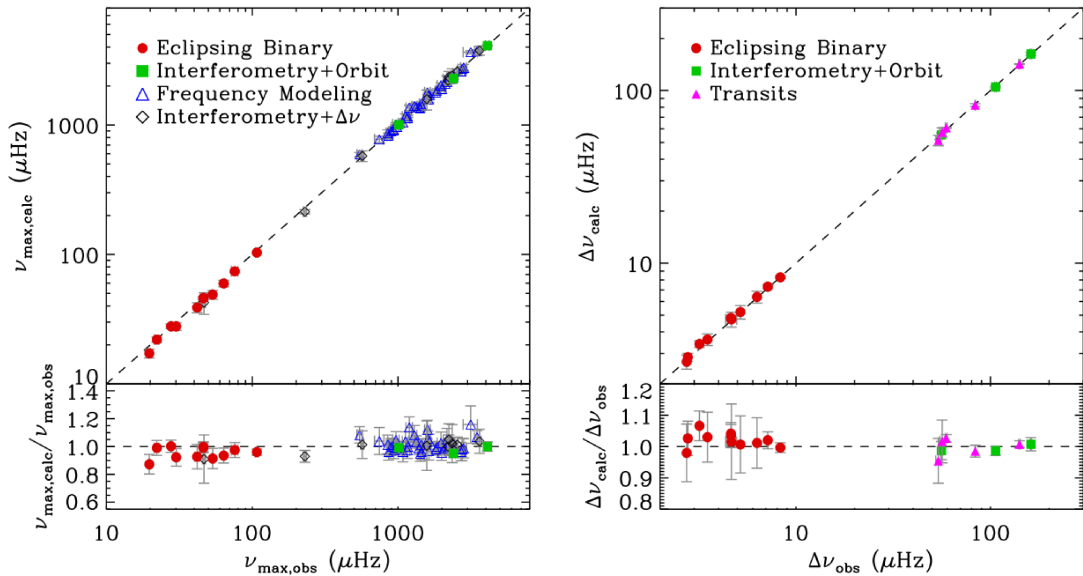 Eclipsing Binary
Interferometry+Orbit
Frequency Modeling
Interferometry+Δν
1000
100
10
ν_max,calc (μHz)
1.4
1.2
1.0
0.8
0.6
ν_max,calc/ν_max,obs
10
100
1000
ν_max,obs (μHz)
Eclipsing Binary
Interferometry+Orbit
Transits
100
10
Δν_calc (μHz)
1.2
1.1
1.0
0.9
0.8
Δν_calc/Δν_obs
10
100
Δν_obs (μHz)